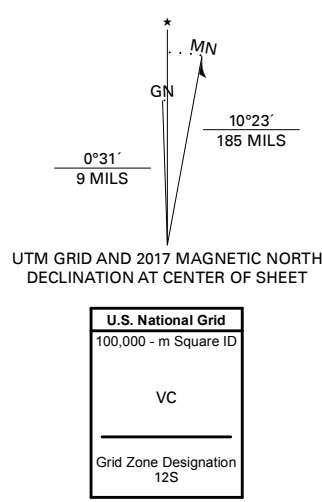 MN
GN
10°23´
185 MILS
0°31´
9 MILS
UTM GRID AND 2017 MAGNETIC NORTH
DECLINATION AT CENTER OF SHEET
U.S. National Grid
100,000 - m Square ID
VC
Grid Zone Designation
12S